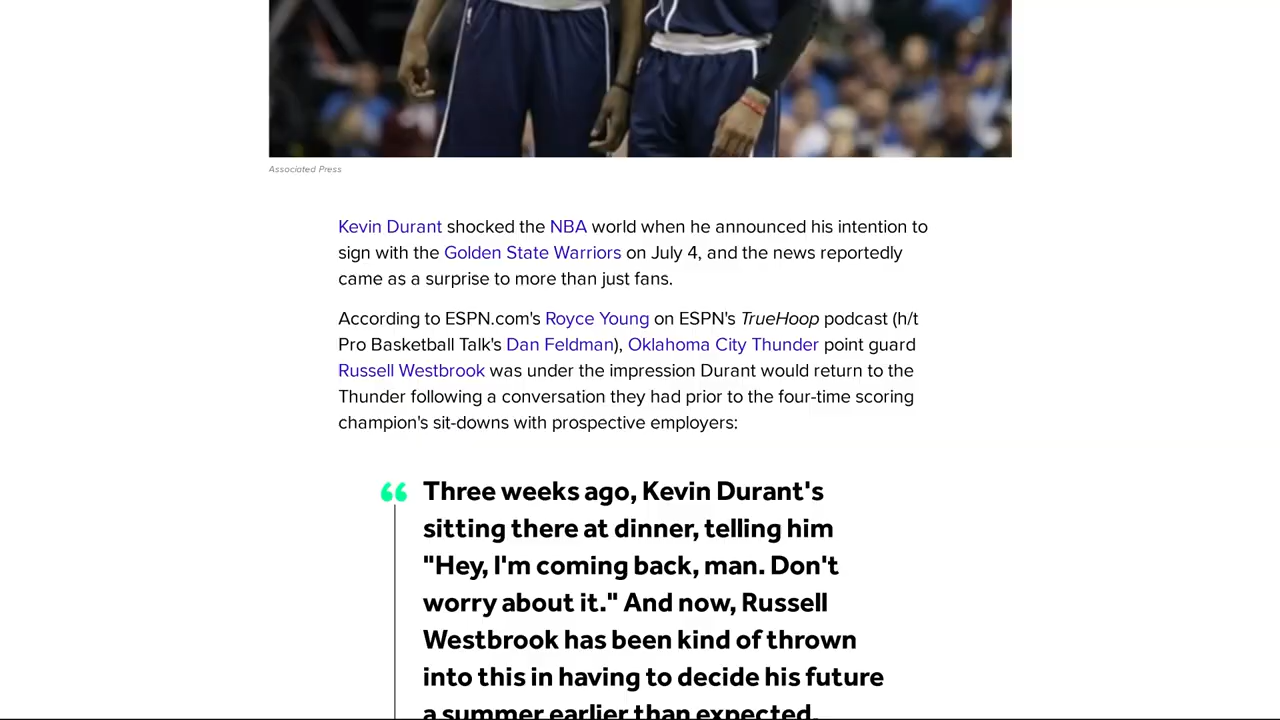 Associated Press
Kevin Durant shocked the NBA world when he announced his intention to
sign with the Golden State Warriors on July 4, and the news reportedly
came as a surprise to more than just fans.
According to ESPN.com's Royce Young on ESPN's TrueHoop podcast (h/t
Pro Basketball Talk's Dan Feldman), Oklahoma City Thunder point guard
Russell Westbrook was under the impression Durant would return to the
Thunder following a conversation they had prior to the four-time scoring
champion's sit-downs with prospective employers:
“ Three weeks ago, Kevin Durant's
sitting there at dinner, telling him
"Hey, I'm coming back, man. Don't
worry about it." And now, Russell
Westbrook has been kind of thrown
into this in having to decide his future
a summer earlier than expected.